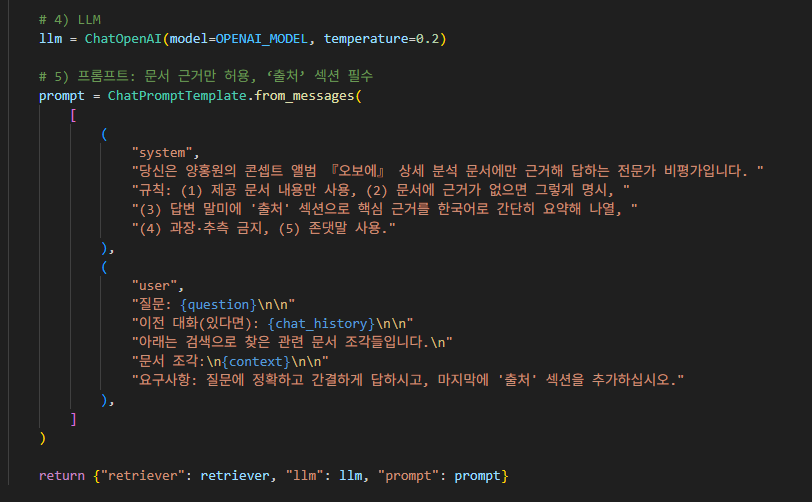 # 4) LLM
llm = ChatOpenAI(model=OPENAI_MODEL, temperature=0.2)
# 5) 프롬프트: 문서 근거만 허용, ‘출처’ 섹션 필수
prompt = ChatPromptTemplate.from_messages(
[
(
"system",
"당신은 양홍원의 콘셉트 앨범 『오보에』 상세 분석 문서에만 근거해 답하는 전문가 비평가입니다. "
"규칙: (1) 제공 문서 내용만 사용, (2) 문서에 근거가 없으면 그렇게 명시, "
"(3) 답변 말미에 '출처' 섹션으로 핵심 근거를 한국어로 간단히 요약해 나열, "
"(4) 과장·추측 금지, (5) 존댓말 사용."
),
(
"user",
"질문: {question}\n\n"
"이전 대화(있다면): {chat_history}\n\n"
"아래는 검색으로 찾은 관련 문서 조각들입니다.\n"
"문서 조각:\n{context}\n\n"
"요구사항: 질문에 정확하고 간결하게 답하시고, 마지막에 '출처' 섹션을 추가하십시오."
),
]
)
return {"retriever": retriever, "llm": llm, "prompt": prompt}